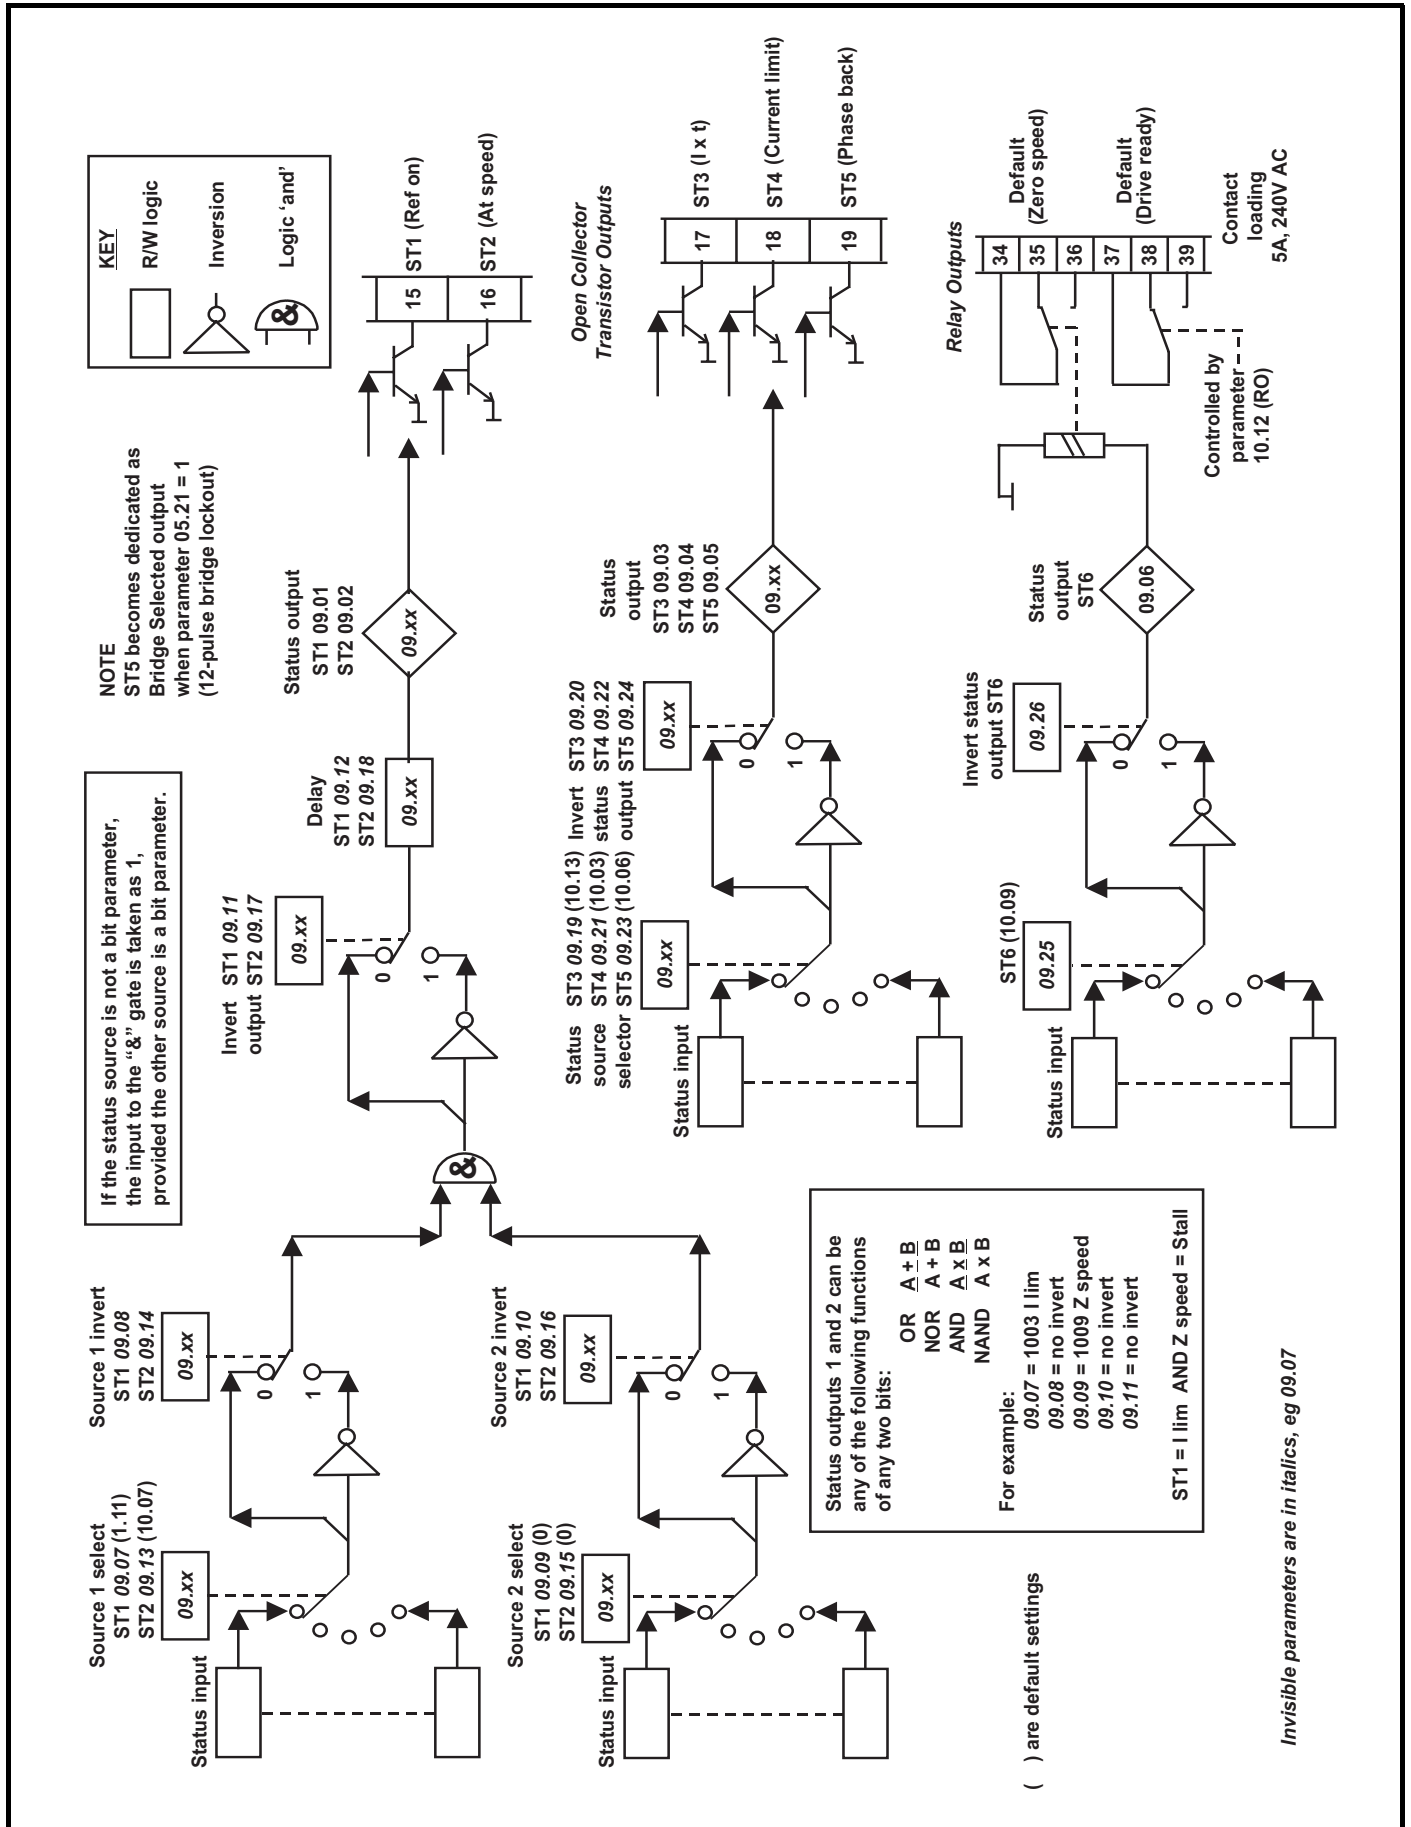 KEY
R/W logic
Inversion
&
Logic ‘and’
NOTE
ST5 becomes dedicated as
Bridge Selected output
when parameter 05.21 = 1
(12-pulse bridge lockout)
If the status source is not a bit parameter,
the input to the “&” gate is taken as 1,
provided the other source is a bit parameter.
Source 1 select
ST1 09.07 (1.11)
ST2 09.13 (10.07)
09.xx
Status input
Source 1 invert
ST1 09.08
ST2 09.14
09.xx
0
1
&
Invert ST1 09.11
output ST2 09.17
09.xx
0
1
Delay
ST1 09.12
ST2 09.18
09.xx
Status output
ST1 09.01
ST2 09.02
09.xx
15
16
ST1 (Ref on)
ST2 (At speed)
Source 2 select
ST1 09.09 (0)
ST2 09.15 (0)
09.xx
Status input
Source 2 invert
ST1 09.10
ST2 09.16
09.xx
0
1
Status ST3 09.19 (10.13)
source ST4 09.21 (10.03)
selector ST5 09.23 (10.06)
09.xx
Status input
Invert ST3 09.20
status ST4 09.22
output ST5 09.24
09.xx
0
1
Status
output
ST3 09.03
ST4 09.04
ST5 09.05
09.xx
Open Collector
Transistor Outputs
17
18
19
ST3 (I x t)
ST4 (Current limit)
ST5 (Phase back)
Status outputs 1 and 2 can be
any of the following functions
of any two bits:
OR A + B
NOR A + B
AND A x B
NAND A x B
For example:
09.07 = 1003 I lim
09.08 = no invert
09.09 = 1009 Z speed
09.10 = no invert
09.11 = no invert
ST1 = I lim AND Z speed = Stall
ST6 (10.09)
09.25
Status input
Invert status
output ST6
09.26
0
1
Status
output
ST6
09.06
Relay Outputs
34
35
36
37
38
39
Default
(Zero speed)
Default
(Drive ready)
Controlled by
parameter
10.12 (RO)
Contact
loading
5A, 240V AC
( ) are default settings
Invisible parameters are in italics, eg 09.07